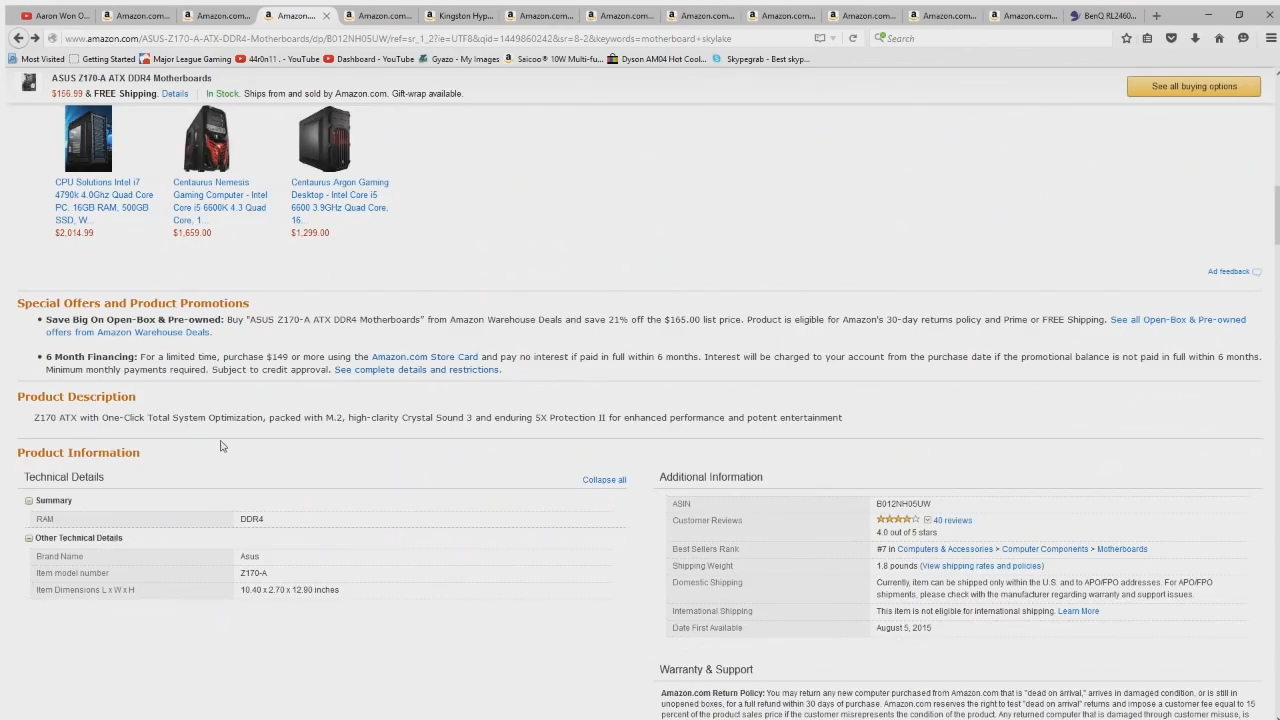 Aaron Won O...
Amazon.com...
Amazon.com...
Amazon....
Amazon.com...
Kingston Hyp...
Amazon.com...
Amazon.com...
Amazon.com...
Amazon.com...
Amazon.com...
Amazon.com...
Amazon.com...
BenQ RL2460...
www.amazon.com/ASUS-Z170-A-ATX-DDR4-Motherboards/dp/B012NH05UW/ref=sr_1_2?ie=UTF8&qid=1449860242&sr=8-2&keywords=motherboard+skylake
Search
Most Visited
Getting Started
Major League Gaming
44r0n11 . - YouTube
Dashboard - YouTube
Gyazo - My Images
Saicoo® 10W Multi-fu...
Dyson AM04 Hot Cool...
Skypegrab - Best skyp...
ASUS Z170-A ATX DDR4 Motherboards
$156.99 & FREE Shipping. Details
In Stock. Ships from and sold by Amazon.com. Gift-wrap available.
See all buying options
CPU Solutions Intel i7
4790k 4.0Ghz Quad Core
PC. 16GB RAM, 500GB
SSD, W...
$2,014.99
Centaurus Nemesis
Gaming Computer - Intel
Core i5 6600K 4.3 Quad
Core, 1...
$1,659.00
Centaurus Argon Gaming
Desktop - Intel Core i5
6600 3.9GHz Quad Core,
16...
$1,299.00
Ad feedback
Special Offers and Product Promotions
Save Big On Open-Box & Pre-owned: Buy "ASUS Z170-A ATX DDR4 Motherboards" from Amazon Warehouse Deals and save 21% off the $165.00 list price. Product is eligible for Amazon's 30-day returns policy and Prime or FREE Shipping. See all Open-Box & Pre-owned
offers from Amazon Warehouse Deals.
6 Month Financing: For a limited time, purchase $149 or more using the Amazon.com Store Card and pay no interest if paid in full within 6 months. Interest will be charged to your account from the purchase date if the promotional balance is not paid in full within 6 months.
Minimum monthly payments required. Subject to credit approval. See complete details and restrictions.
Product Description
Z170 ATX with One-Click Total System Optimization, packed with M.2, high-clarity Crystal Sound 3 and enduring 5X Protection II for enhanced performance and potent entertainment
Product Information
Technical Details
Collapse all
Summary
RAM DDR4
Other Technical Details
Brand Name Asus
Item model number Z170-A
Item Dimensions L x W x H 10.40 x 2.70 x 12.90 inches
Additional Information
ASIN B012NH05UW
Customer Reviews 40 reviews
4.0 out of 5 stars
Best Sellers Rank #7 in Computers & Accessories > Computer Components > Motherboards
Shipping Weight 1.8 pounds (View shipping rates and policies)
Domestic Shipping Currently, item can be shipped only within the U.S. and to APO/FPO addresses. For APO/FPO
shipments, please check with the manufacturer regarding warranty and support issues.
International Shipping This item is not eligible for international shipping. Learn More
Date First Available August 5, 2015
Warranty & Support
Amazon.com Return Policy: You may return any new computer purchased from Amazon.com that is "dead on arrival," arrives in damaged condition, or is still in
unopened boxes, for a full refund within 30 days of purchase. Amazon.com reserves the right to test "dead on arrival" returns and impose a customer fee equal to 15
percent of the product sales price if the customer misrepresents the condition of the product. Any returned computer that is damaged through customer misuse, is